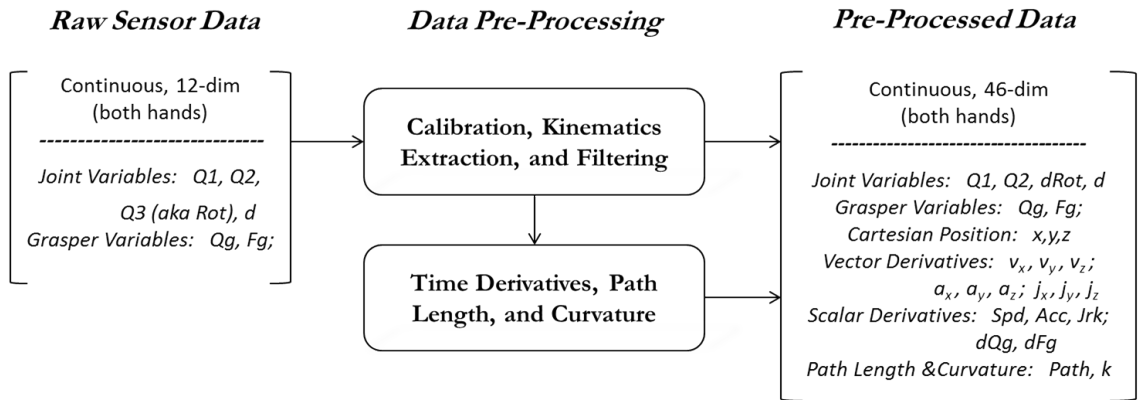 Raw Sensor Data
Continuous, 12-dim
(both hands)
Joint Variables: Q1, Q2,
Q3 (aka Rot), d
Grasper Variables: Qg, Fg;
Data Pre-Processing
Calibration, Kinematics
Extraction, and Filtering
Time Derivatives, Path
Length, and Curvature
Pre-Processed Data
Continuous, 46-dim
(both hands)
Joint Variables: Q1, Q2, dRot, d
Grasper Variables: Qg, Fg;
Cartesian Position: x,y,z
Vector Derivatives: vx, vy, vz;
ax, ay, az; jx, jy, jz
Scalar Derivatives: Spd, Acc, Jrk;
dQg, dFg
Path Length &Curvature: Path, k